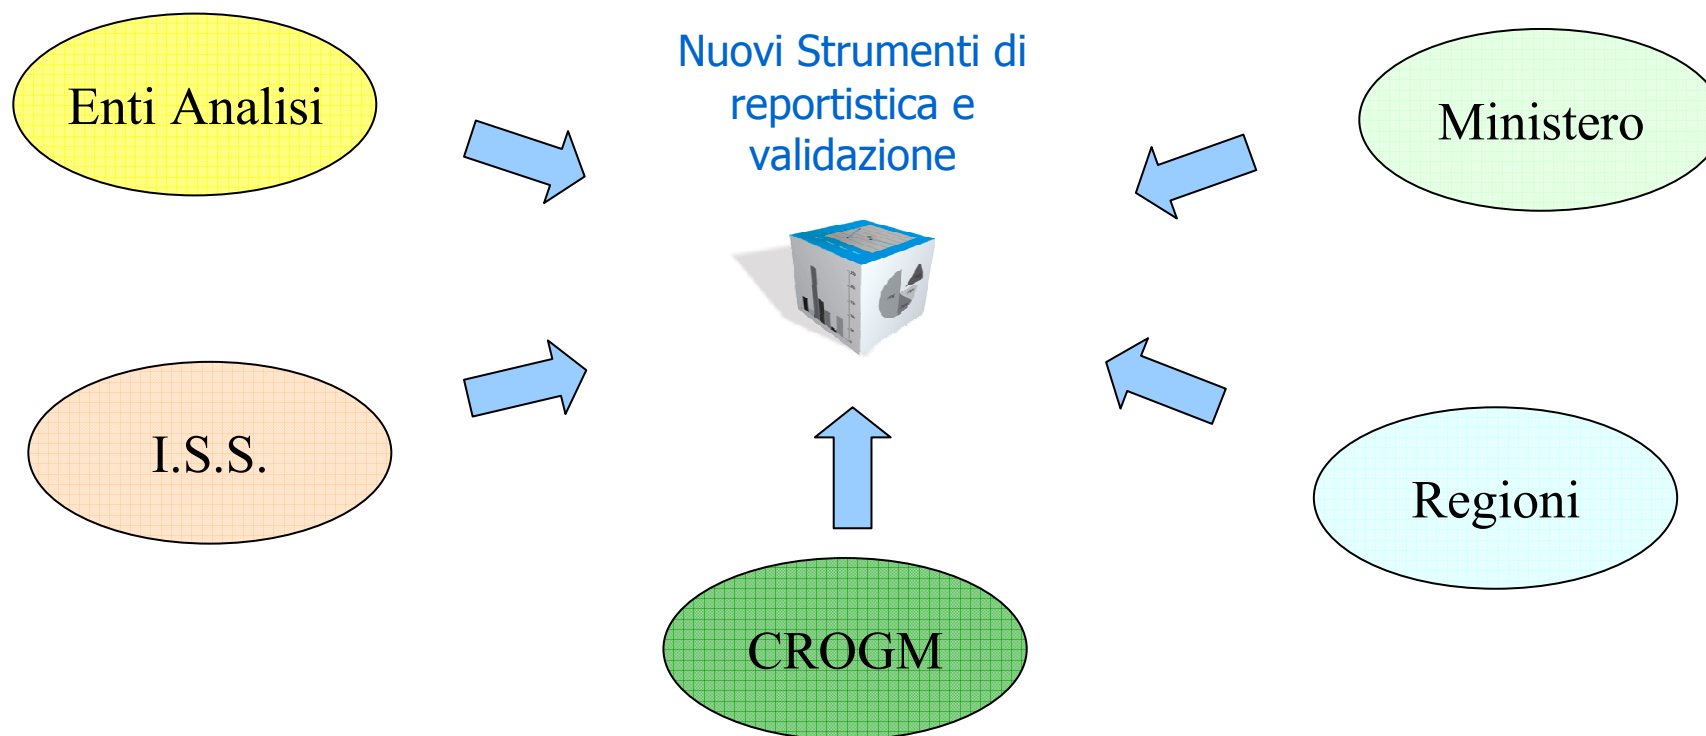 Nuovi Strumenti di
reportistica e
validazione
Enti Analisi
Ministero
I.S.S.
Regioni
CROGM